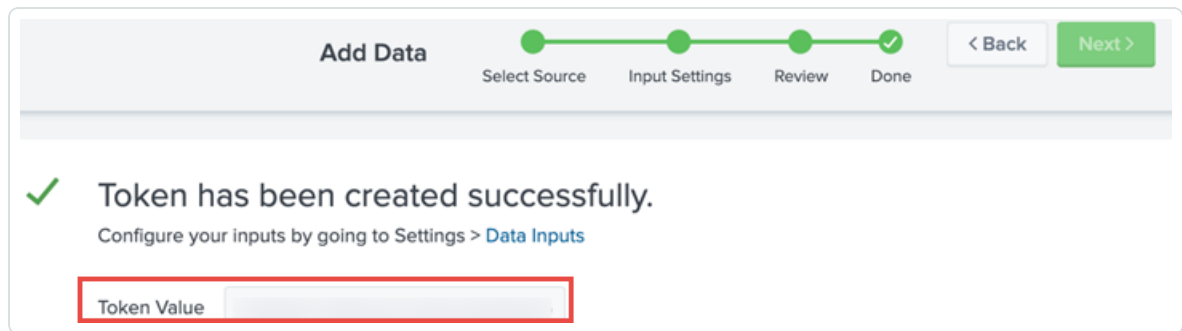 Add Data
Select Source
Input Settings
Review
Done
< Back
Next >
Token has been created successfully.
Configure your inputs by going to Settings > Data Inputs
Token Value